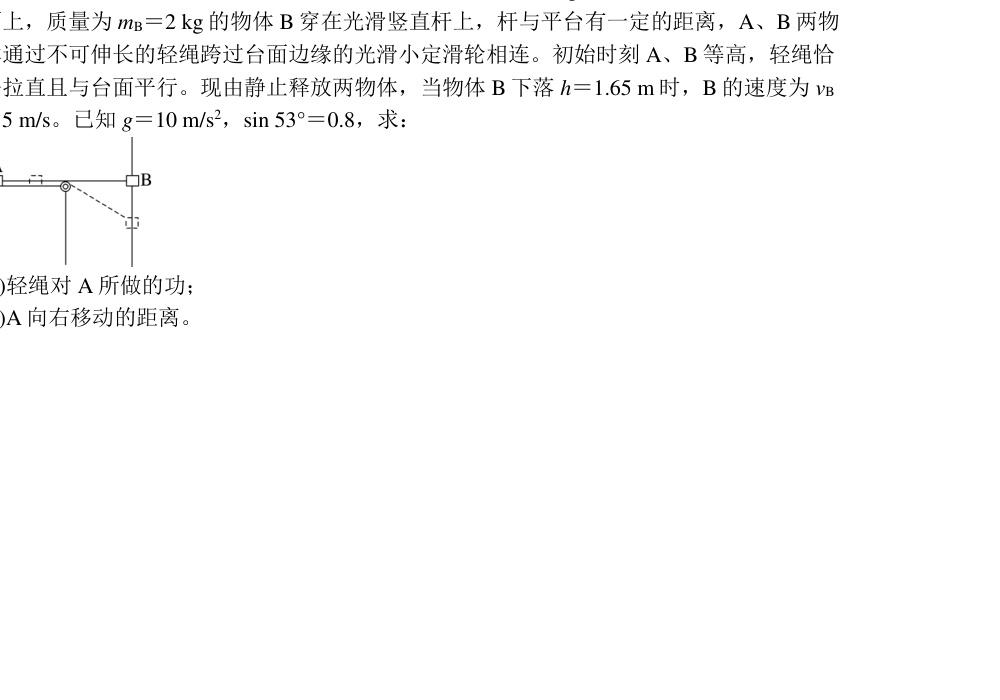 上，质量为 mB＝2 kg 的物体 B 穿在光滑竖直杆上，杆与平台有一定的距离，A、B 两物
通过不可伸长的轻绳跨过台面边缘的光滑小定滑轮相连。初始时刻 A、B 等高，轻绳恰
拉直且与台面平行。现由静止释放两物体，当物体 B 下落 h＝1.65 m 时，B 的速度为 vB
5 m/s。已知 g＝10 m/s²，sin 53°＝0.8，求：
B
)轻绳对 A 所做的功；
)A 向右移动的距离。